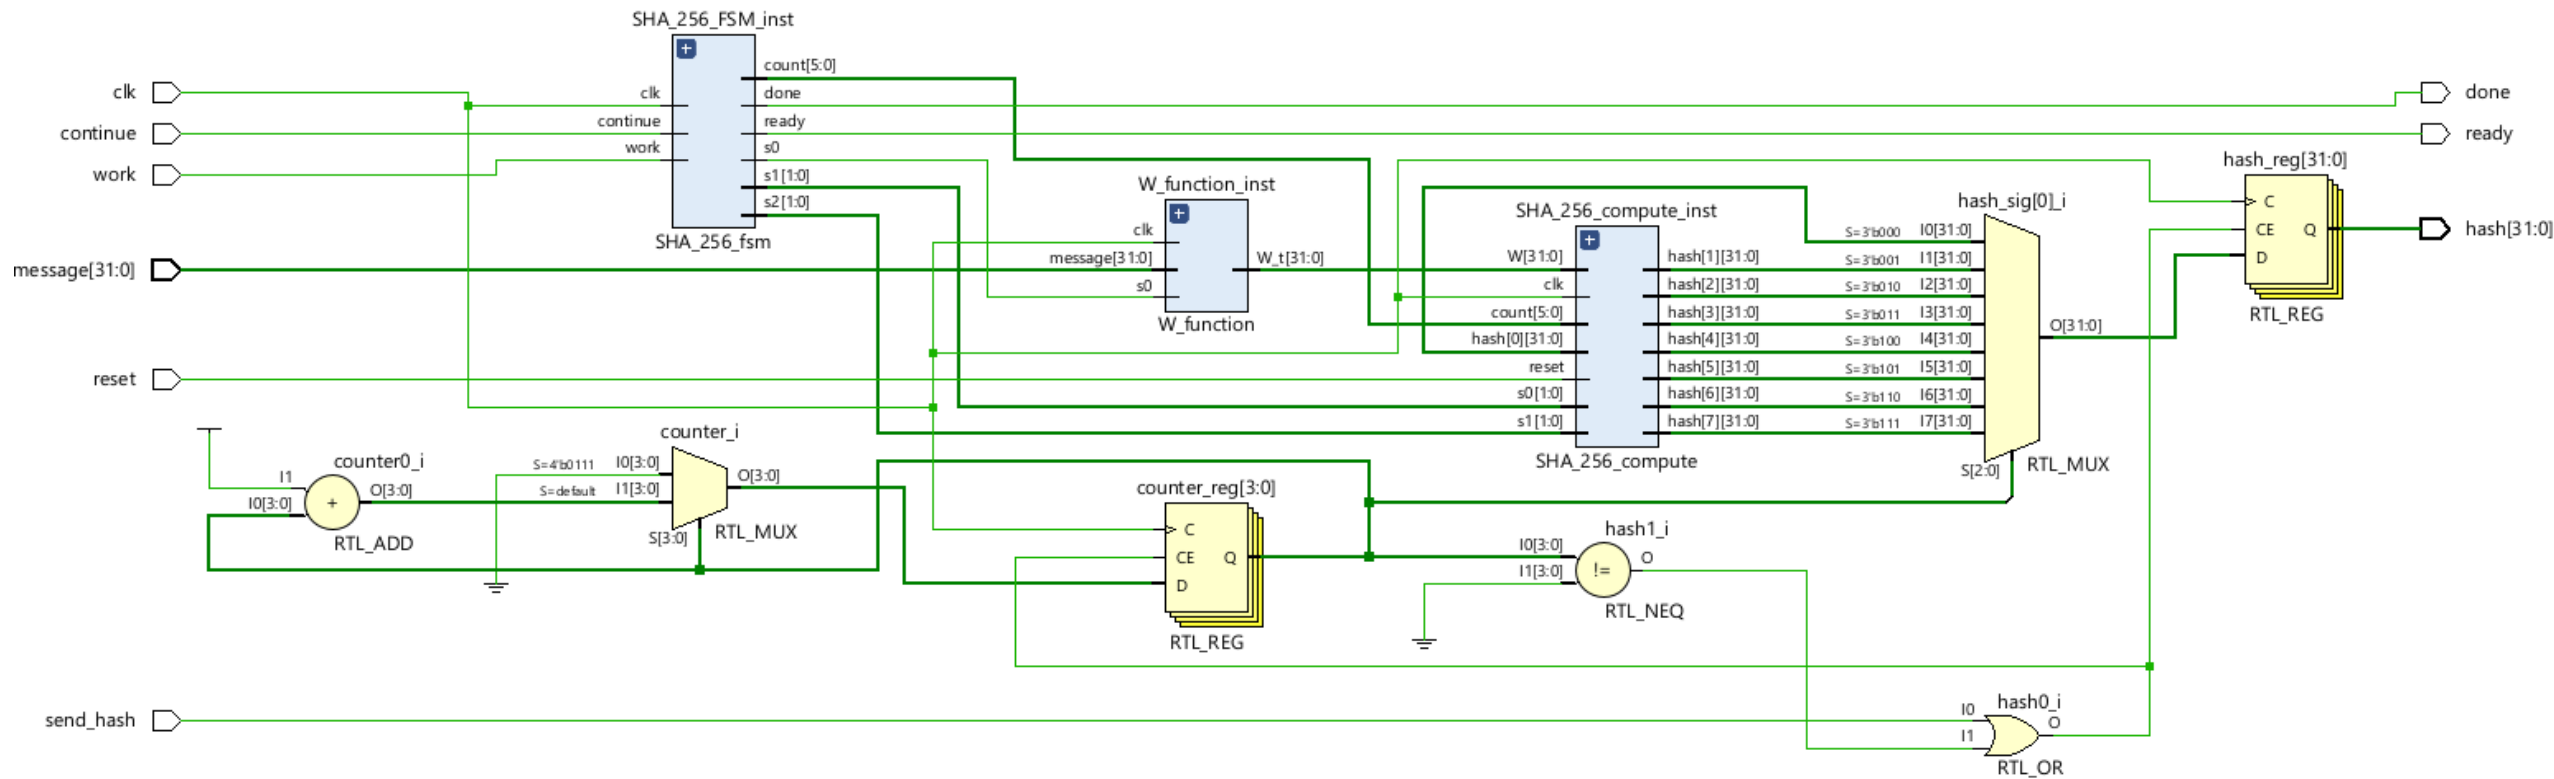 SHA_256_FSM_inst
count[5:0]
clk
clk
done
done
continue
continue
ready
ready
work
work
s0
s1[1:0]
s2[1:0]
SHA_256_fsm
message[31:0]
W_function_inst
clk
message[31:0]
W_t[31:0]
s0
W_function
SHA_256_compute_inst
W[31:0]
hash[1][31:0]
clk
hash[2][31:0]
count[5:0]
hash[3][31:0]
hash[0][31:0]
hash[4][31:0]
reset
reset
hash[5][31:0]
s0[1:0]
hash[6][31:0]
s1[1:0]
hash[7][31:0]
SHA_256_compute
hash_sig[0]_i
S=3'b000 I0[31:0]
S=3'b001 I1[31:0]
S=3'b010 I2[31:0]
S=3'b011 I3[31:0]
S=3'b100 I4[31:0]
S=3'b101 I5[31:0]
S=3'b110 I6[31:0]
S=3'b111 I7[31:0]
O[31:0]
S[2:0]
RTL_MUX
hash_reg[31:0]
C
CE Q
D
RTL_REG
hash[31:0]
counter0_i
I1
I0[3:0]
+
O[3:0]
RTL_ADD
counter_i
S=4'b0111 I0[3:0]
S=default I1[3:0]
O[3:0]
S[3:0]
RTL_MUX
counter_reg[3:0]
C
CE Q
D
RTL_REG
hash1_i
I0[3:0]
I1[3:0]
!=
O
RTL_NEQ
send_hash
hash0_i
I0
I1
O
RTL_OR